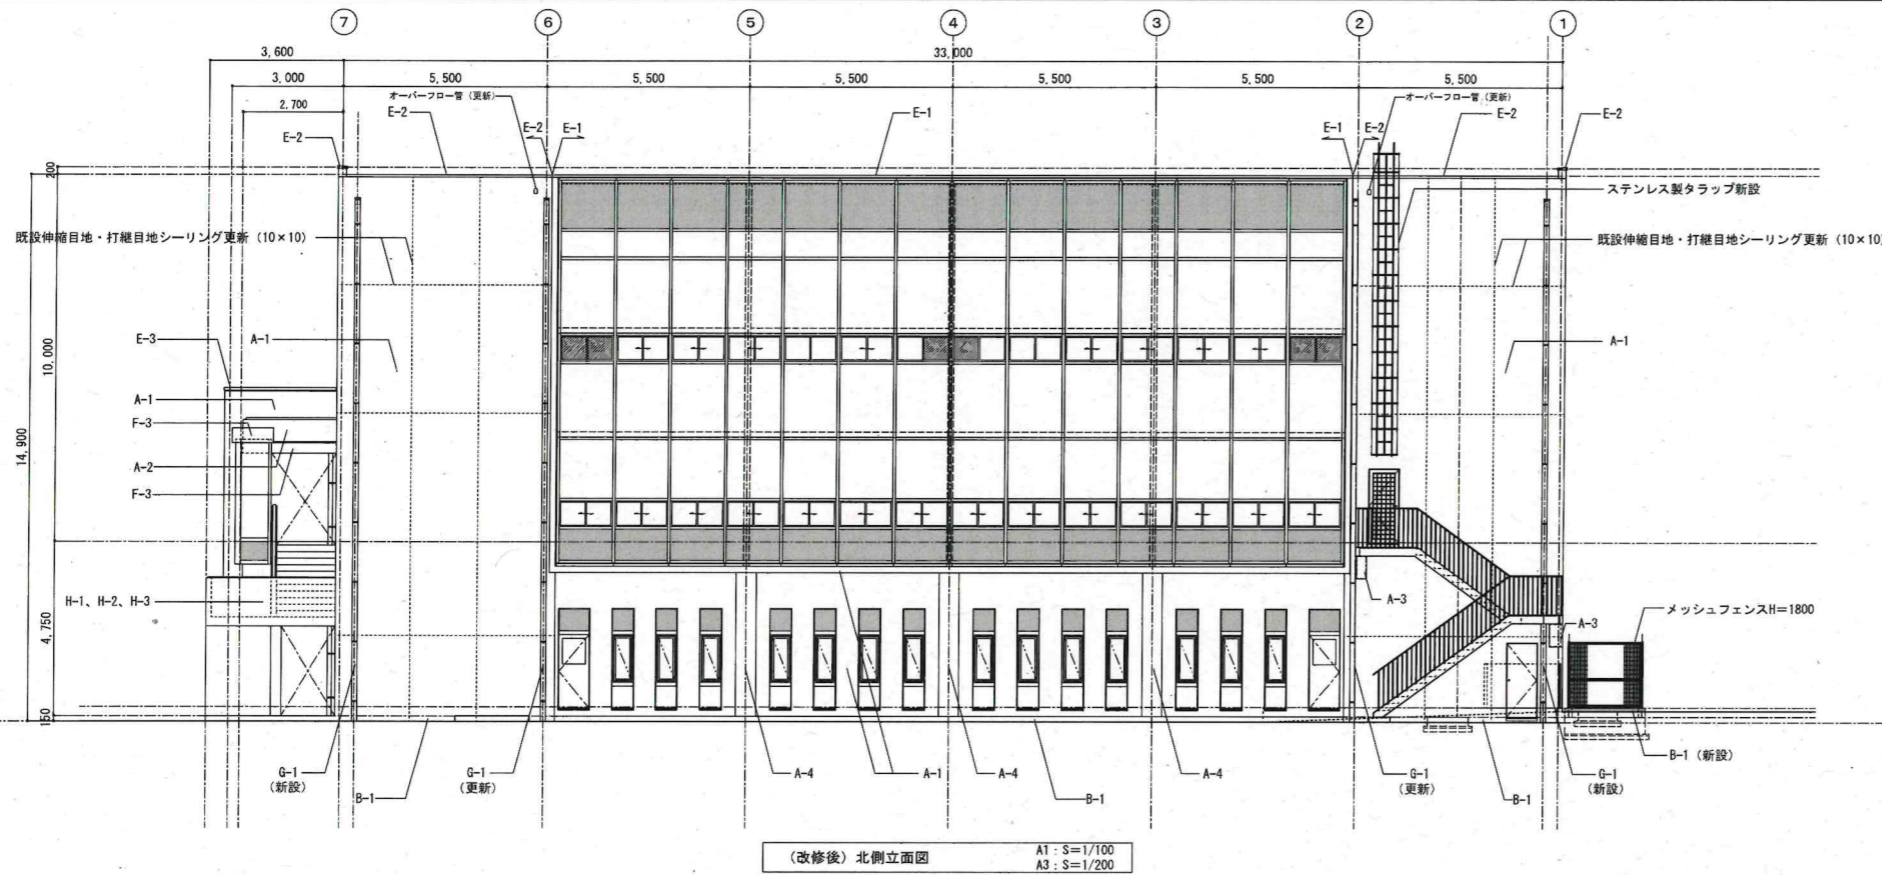 7 6 5 4 3 2 1
3,600 33,000
3,000 5,500 5,500 5,500 5,500 5,500 5,500
2,700
オーバーフロー管(更新) オーバーフロー管(更新)
E-2 E-1 E-2 E-2
E-2 E-2 E-1 E-1 E-2
200
ステンレス製タラップ新設
既設伸縮目地・打継目地シーリング更新(10×10) 既設伸縮目地・打継目地シーリング更新(10×10)
E-3 A-1 A-1
10,000
A-1
F-3
14,900
A-2
F-3
H-1、H-2、H-3 A-3 メッシュフェンスH=1800
4,750
A-3
150
B-1(新設)
G-1 G-1 A-4 A-1 A-4 A-4 G-1 G-1
(新設) (更新) (更新) (新設)
B-1 B-1 B-1
(改修後)北側立面図
A1:S=1/100
A3:S=1/200